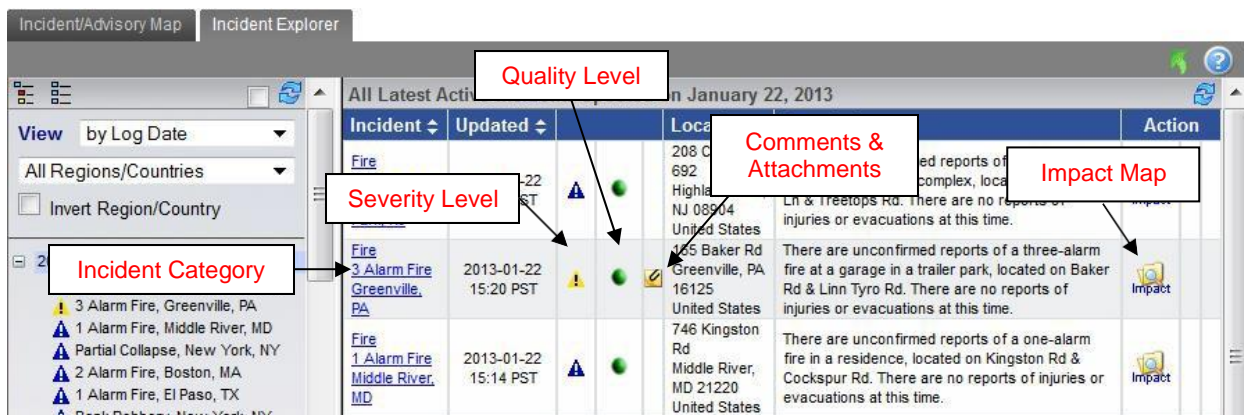 Incident/Advisory Map
Incident Explorer
Quality Level
All Latest
January 22, 2013
View by Log Date
All Regions/Countries
Invert Region/Country
Incident Updated Action
Comments & Attachments
Impact Map
Severity Level
Incident Category
Fire
208
692
NJ 08904
United States
reports of
Ln & Treetops Rd. There are no reports of
injuries or evacuations at this time.
Fire
3 Alarm Fire
Greenville,
PA
2013-01-22
15:20 PST
165 Baker Rd
Greenville, PA
16125
United States
There are unconfirmed reports of a three-alarm
fire at a garage in a trailer park, located on Baker
Rd & Linn Tyro Rd. There are no reports of
injuries or evacuations at this time.
Impact
Fire
1 Alarm Fire
Middle River,
MD
2013-01-22
15:14 PST
746 Kingston
Rd
Middle River,
MD 21220
United States
There are unconfirmed reports of a one-alarm
fire in a residence, located on Kingston Rd &
Cockspur Rd. There are no reports of injuries or
evacuations at this time.
Impact
3 Alarm Fire, Greenville, PA
1 Alarm Fire, Middle River, MD
Partial Collapse, New York, NY
2 Alarm Fire, Boston, MA
1 Alarm Fire, El Paso, TX